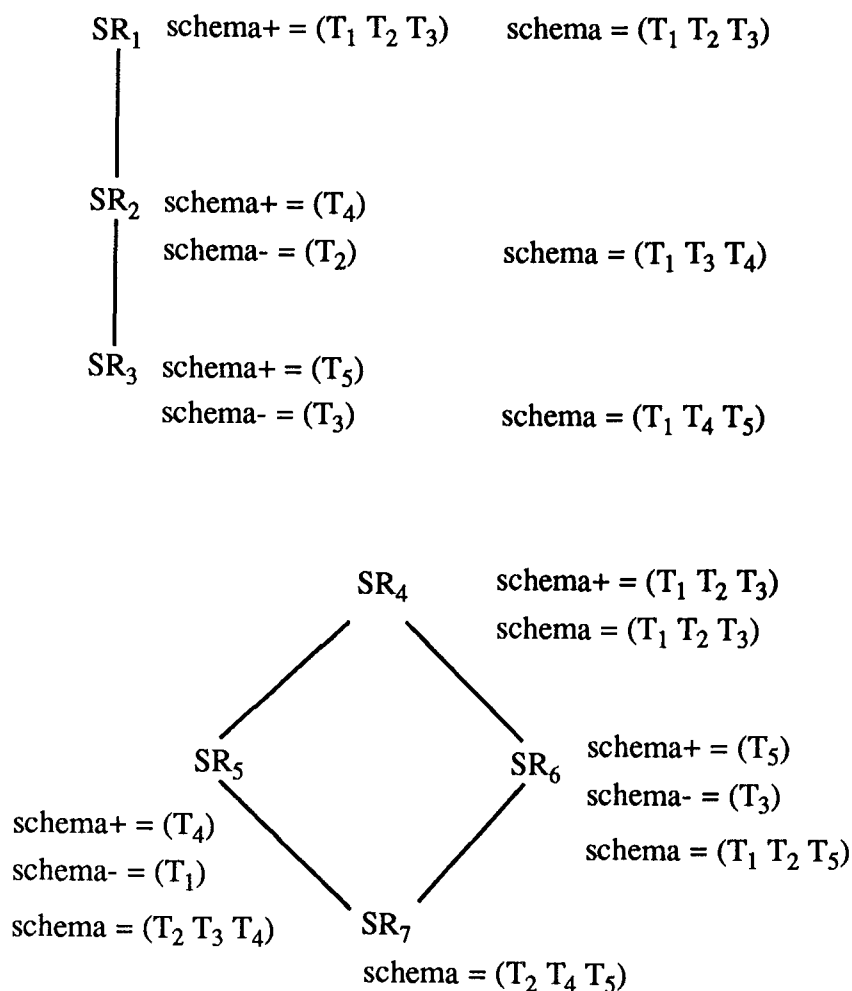 SR₁ schema+ = (T₁ T₂ T₃) schema = (T₁ T₂ T₃)
SR₂ schema+ = (T₄)
schema- = (T₂) schema = (T₁ T₃ T₄)
SR₃ schema+ = (T₅)
schema- = (T₃) schema = (T₁ T₄ T₅)
SR₄ schema+ = (T₁ T₂ T₃)
schema = (T₁ T₂ T₃)
SR₅
SR₆ schema+ = (T₅)
schema- = (T₃)
schema = (T₁ T₂ T₅)
schema+ = (T₄)
schema- = (T₁)
schema = (T₂ T₃ T₄)
SR₇
schema = (T₂ T₄ T₅)